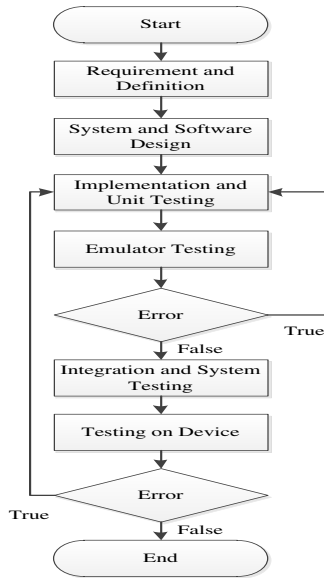 Start
Requirement and
Definition
System and Software
Design
Implementation and
Unit Testing
Emulator Testing
Error
True
False
Integration and System
Testing
Testing on Device
Error
True
False
End